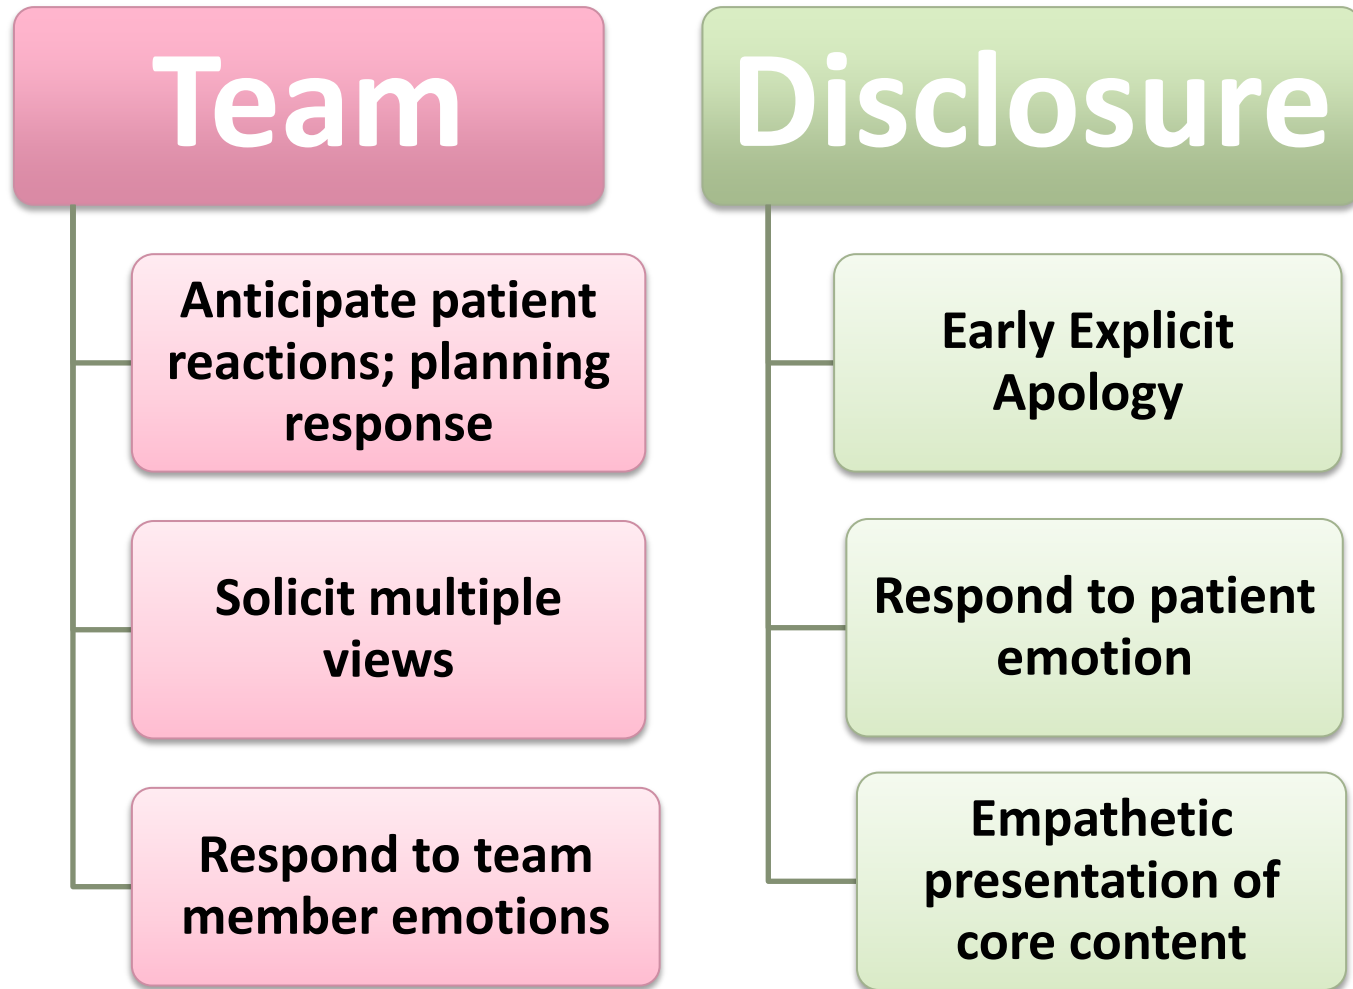 Team
Anticipate patient
reactions; planning
response
Solicit multiple
views
Respond to team
member emotions
Disclosure
Early Explicit
Apology
Respond to patient
emotion
Empathetic
presentation of
core content